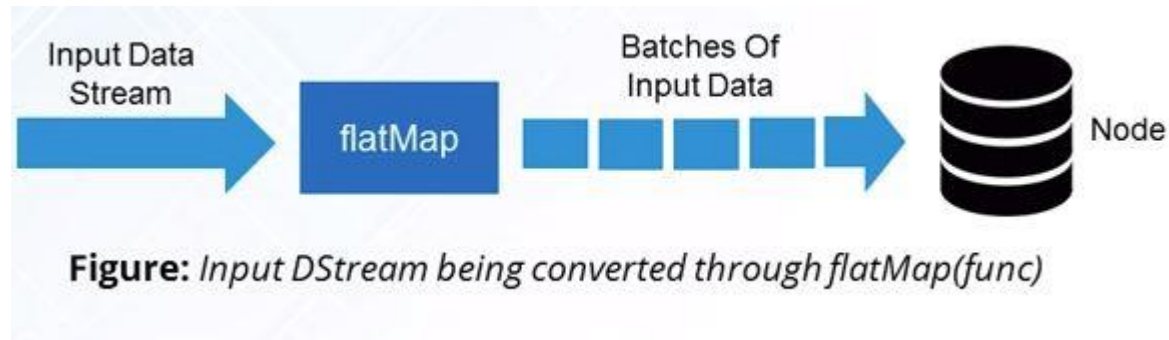 Input Data
Stream
flatMap
Batches Of
Input Data
Node
Figure: Input DStream being converted through flatMap(func)